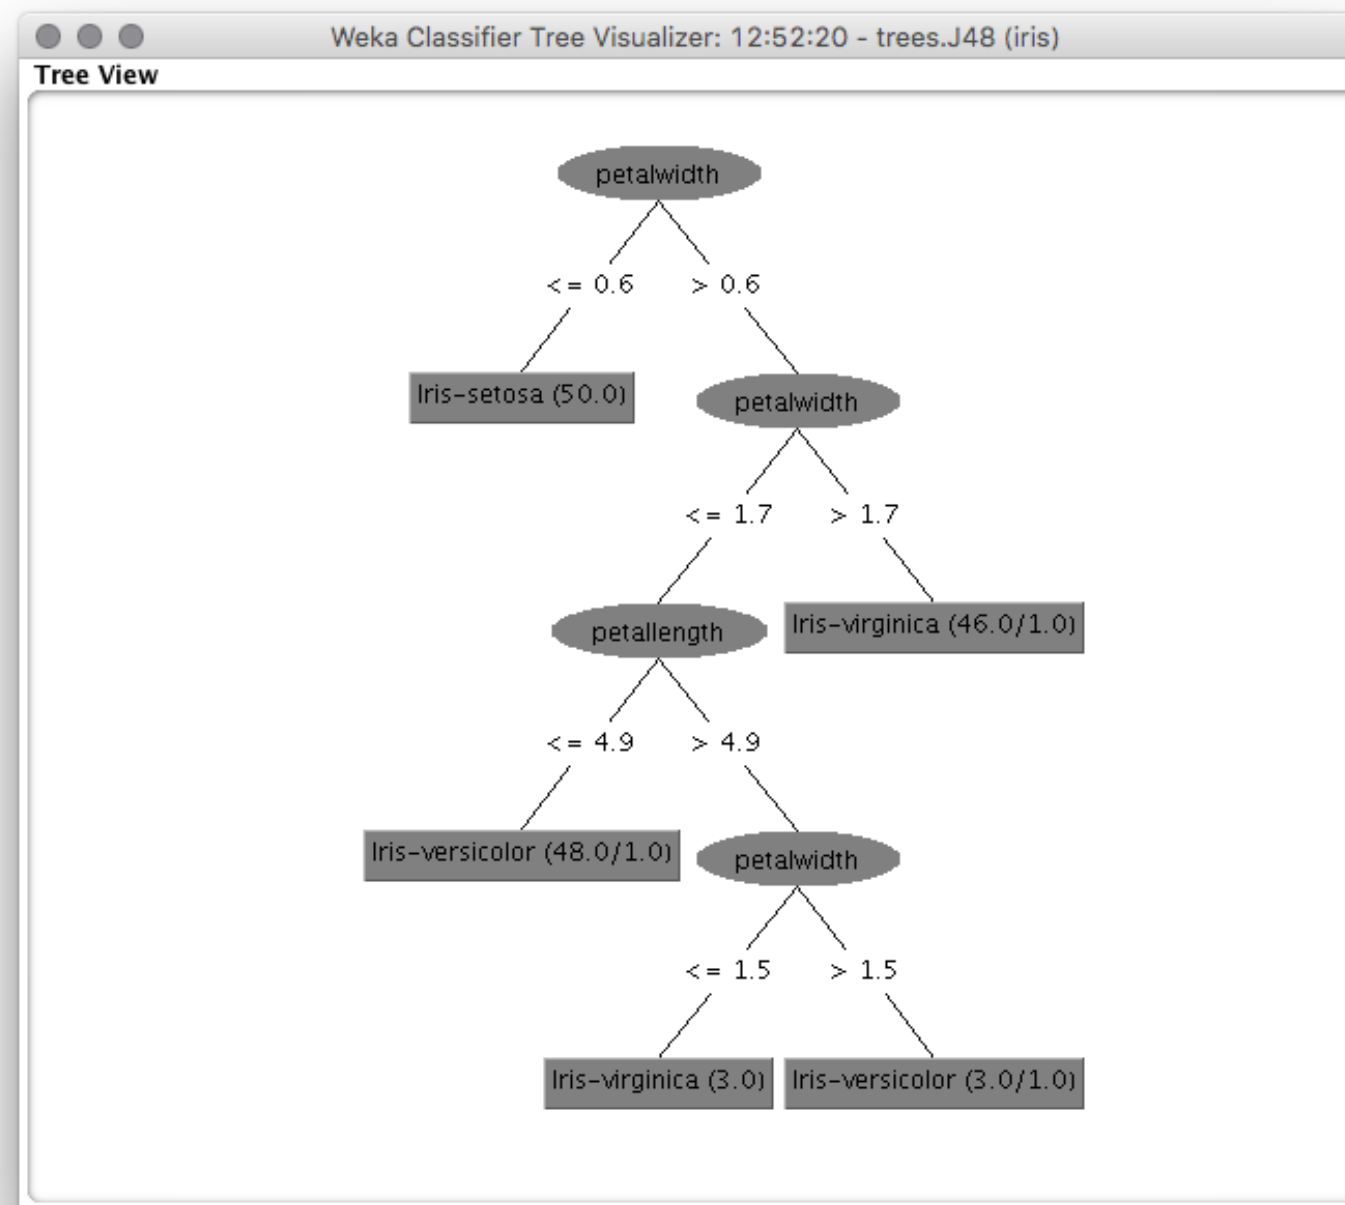 Weka Classifier Tree Visualizer: 12:52:20 - trees.J48 (iris)
Tree View
petalwidth
<= 0.6
> 0.6
Iris-setosa (50.0)
petalwidth
<= 1.7
> 1.7
petallength
Iris-virginica (46.0/1.0)
<= 4.9
> 4.9
Iris-versicolor (48.0/1.0)
petalwidth
<= 1.5
> 1.5
Iris-virginica (3.0)
Iris-versicolor (3.0/1.0)